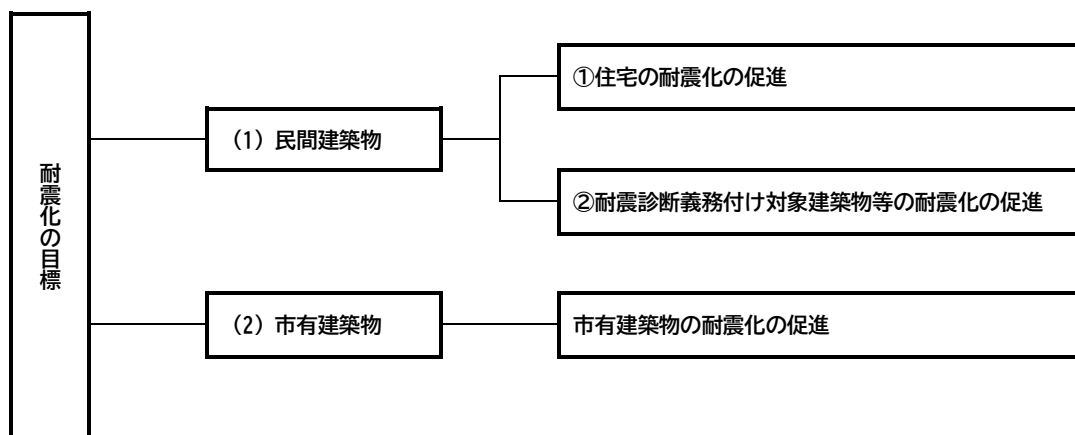 耐震化の目標
(1) 民間建築物
①住宅の耐震化の促進
②耐震診断義務付け対象建築物等の耐震化の促進
(2) 市有建築物
市有建築物の耐震化の促進